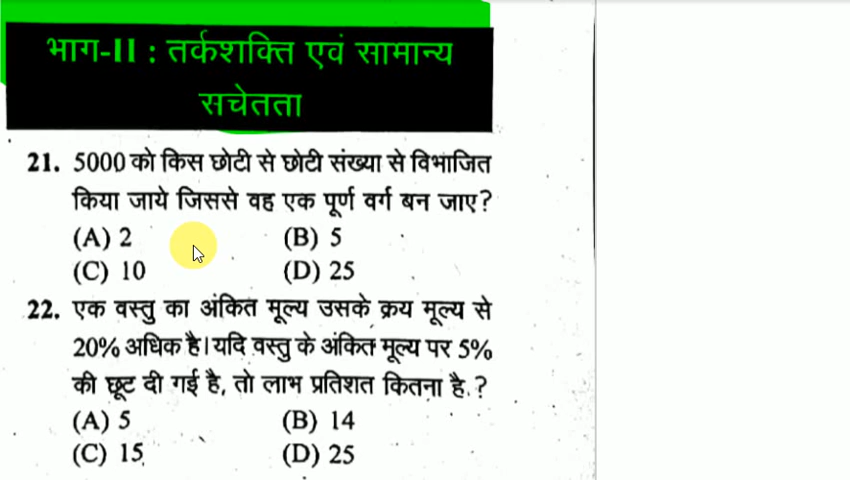 भाग-II : तर्कशक्ति एवं सामान्य
सचेतता
21. 5000 को किस छोटी से छोटी संख्या से विभाजित
किया जाये जिससे वह एक पूर्ण वर्ग बन जाए?
(A) 2 (B) 5
(C) 10 (D) 25
22. एक वस्तु का अंकित मूल्य उसके क्रय मूल्य से
20% अधिक है। यदि वस्तु के अंकित मूल्य पर 5%
की छूट दी गई है, तो लाभ प्रतिशत कितना है ?
(A) 5 (B) 14
(C) 15 (D) 25